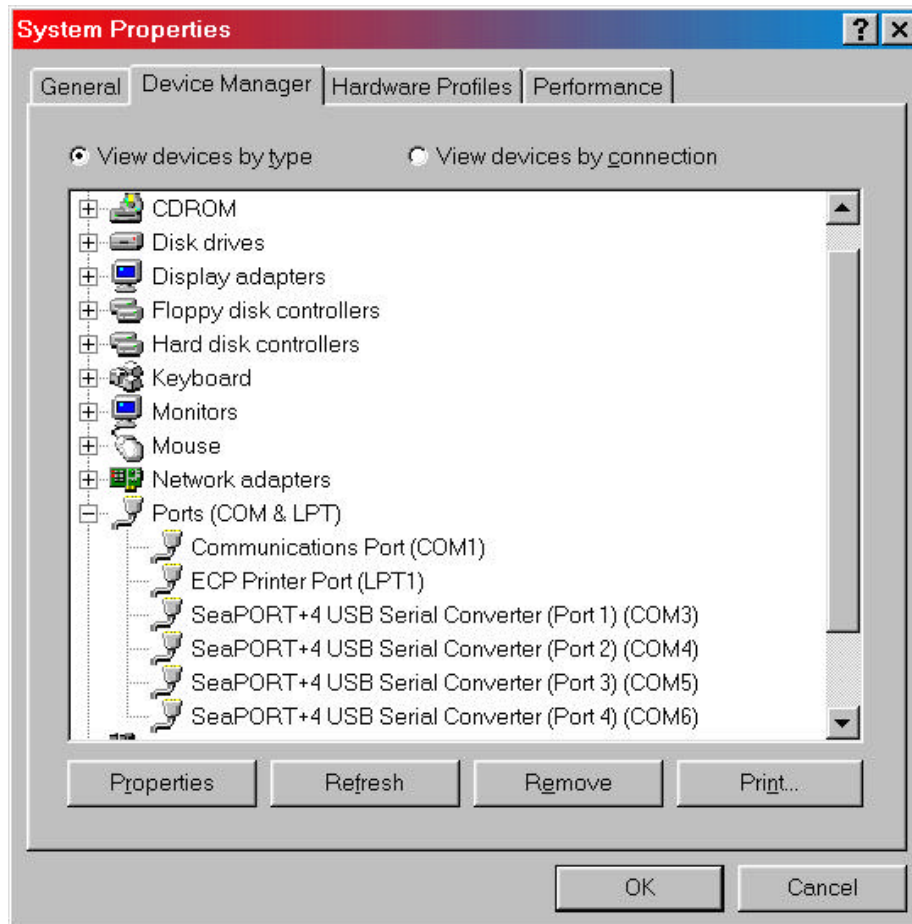 System Properties
General Device Manager Hardware Profiles Performance
View devices by type View devices by connection
CDROM
Disk drives
Display adapters
Floppy disk controllers
Hard disk controllers
Keyboard
Monitors
Mouse
Network adapters
Ports (COM & LPT)
Communications Port (COM1)
ECP Printer Port (LPT1)
SeaPORT+4 USB Serial Converter (Port 1) (COM3)
SeaPORT+4 USB Serial Converter (Port 2) (COM4)
SeaPORT+4 USB Serial Converter (Port 3) (COM5)
SeaPORT+4 USB Serial Converter (Port 4) (COM6)
Properties Refresh Remove Print...
OK Cancel